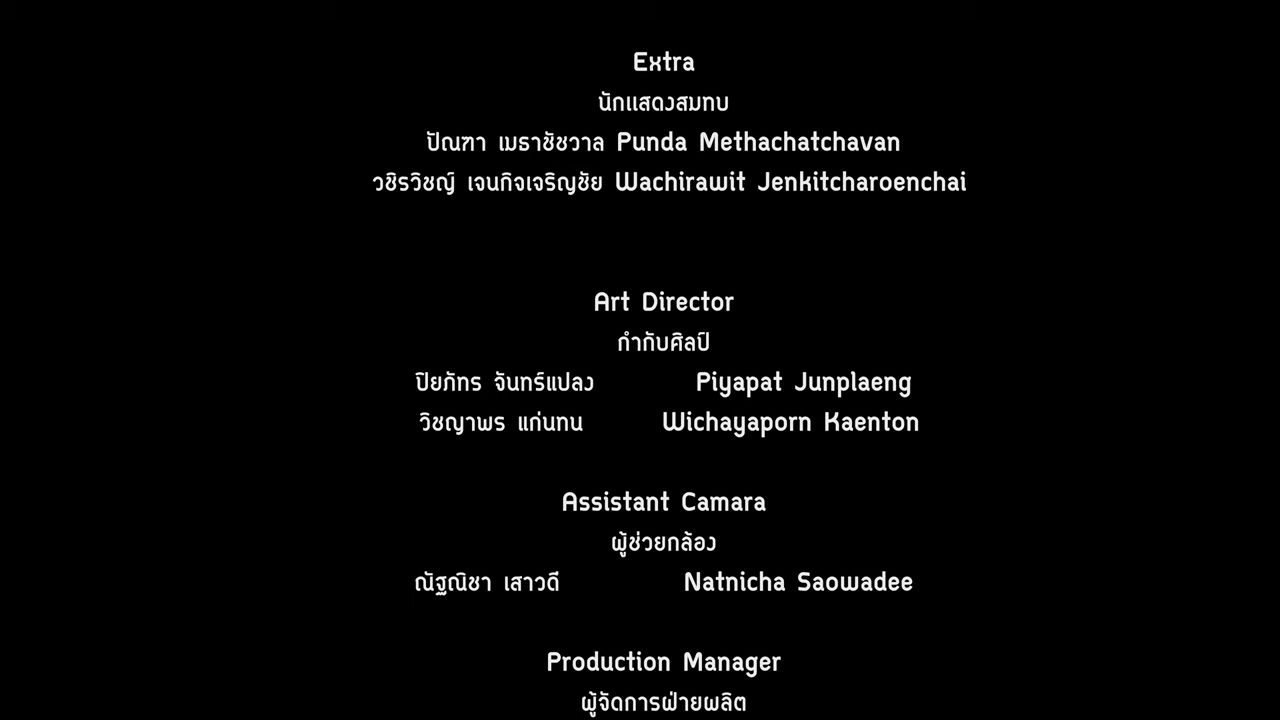 Extra
นักแสดงสมทบ
ปัณฑา เมธาชัชวาล Punda Methachatchavan
วชิรวิชญ์ เจนกิจเจริญชัย Wachirawit Jenkitcharoenchai
Art Director
กำกับศิลป์
ปิยภัทร จันทร์แปลง Piyapat Junplaeng
วิชญาพร แก่นทน Wichayaporn Kaenton
Assistant Camara
ผู้ช่วยกล้อง
ณัฐณิชา เสาวดี Natnicha Saowadee
Production Manager
ผู้จัดการฝ่ายผลิต